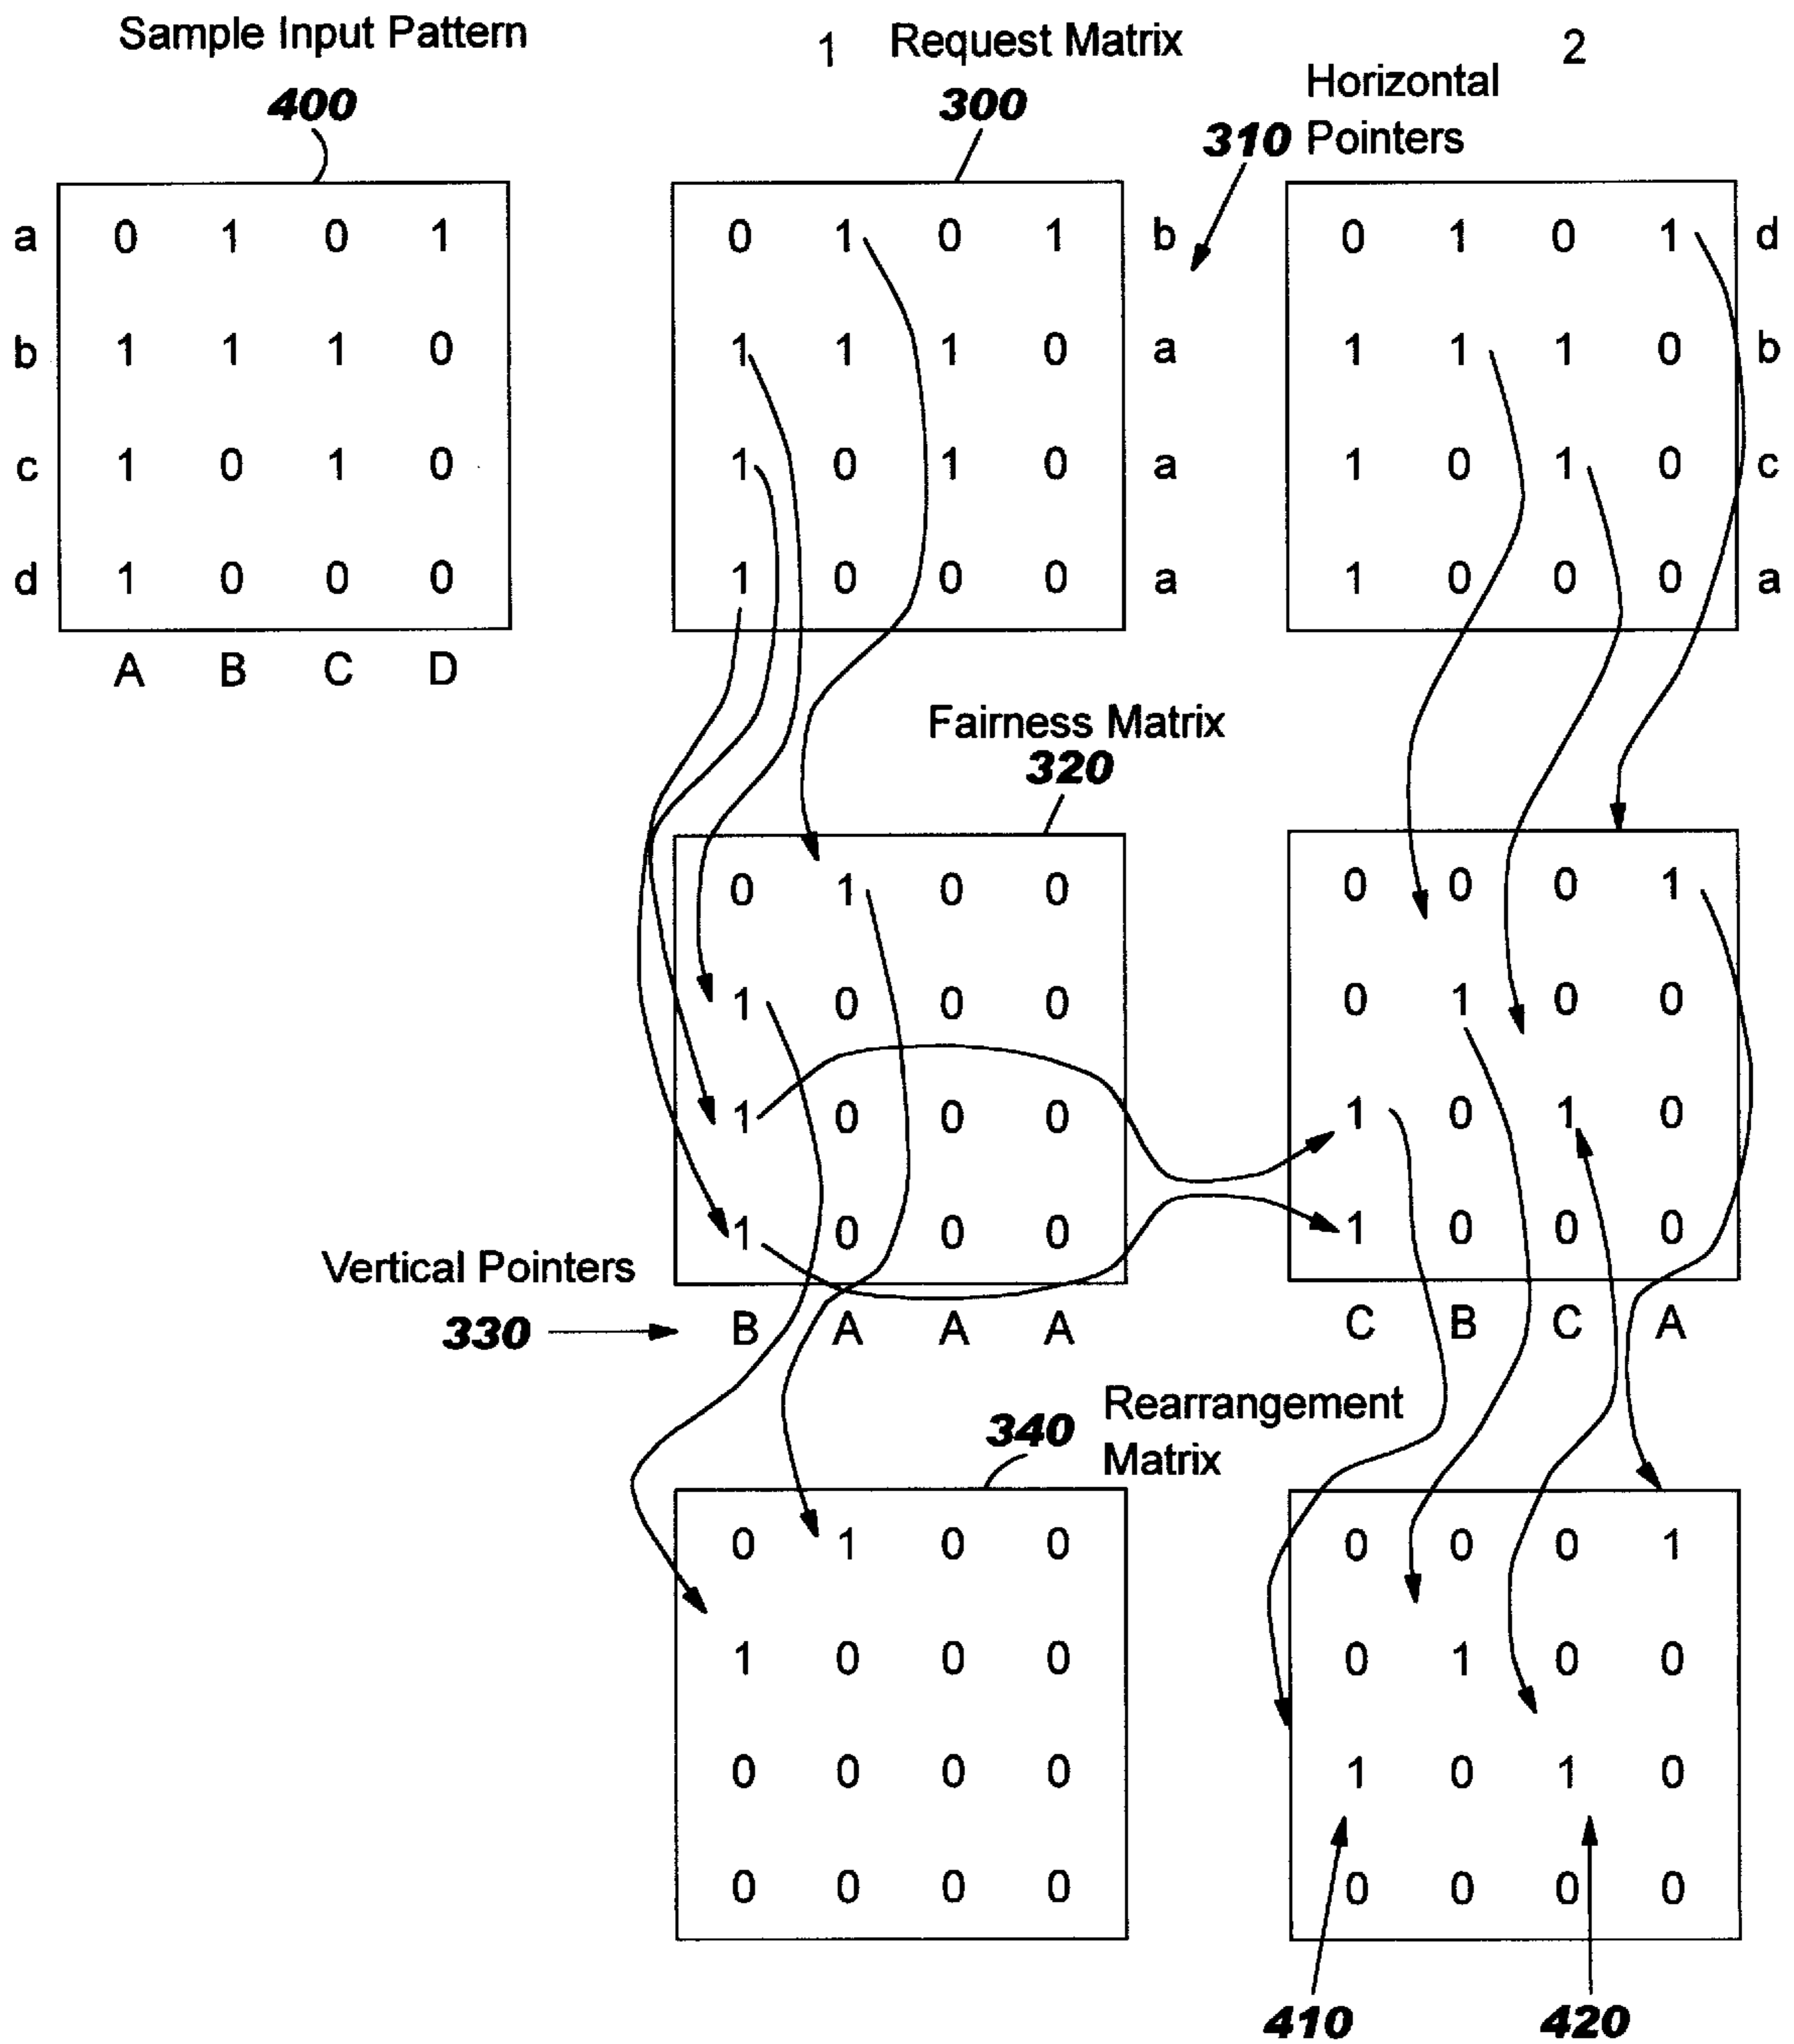 Sample Input Pattern
400
1
Request Matrix
300
2
Horizontal
310 Pointers
a 0 1 0 1
b 1 1 1 0
c 1 0 1 0
d 1 0 0 0
A B C D
0 1 0 1 b
1 1 1 0 a
1 0 1 0 a
1 0 0 0 a
0 1 0 1 d
1 1 1 0 b
1 0 1 0 c
1 0 0 0 a
Fairness Matrix
320
0 1 0 0
1 0 0 0
1 0 0 0
1 0 0 0
Vertical Pointers
330
B A A A
0 0 0 1
0 1 0 0
1 0 1 0
1 0 0 0
C B C A
340
Rearrangement
Matrix
0 1 0 0
1 0 0 0
0 0 0 0
0 0 0 0
0 0 0 1
0 1 0 0
1 0 1 0
0 0 0 0
410
420